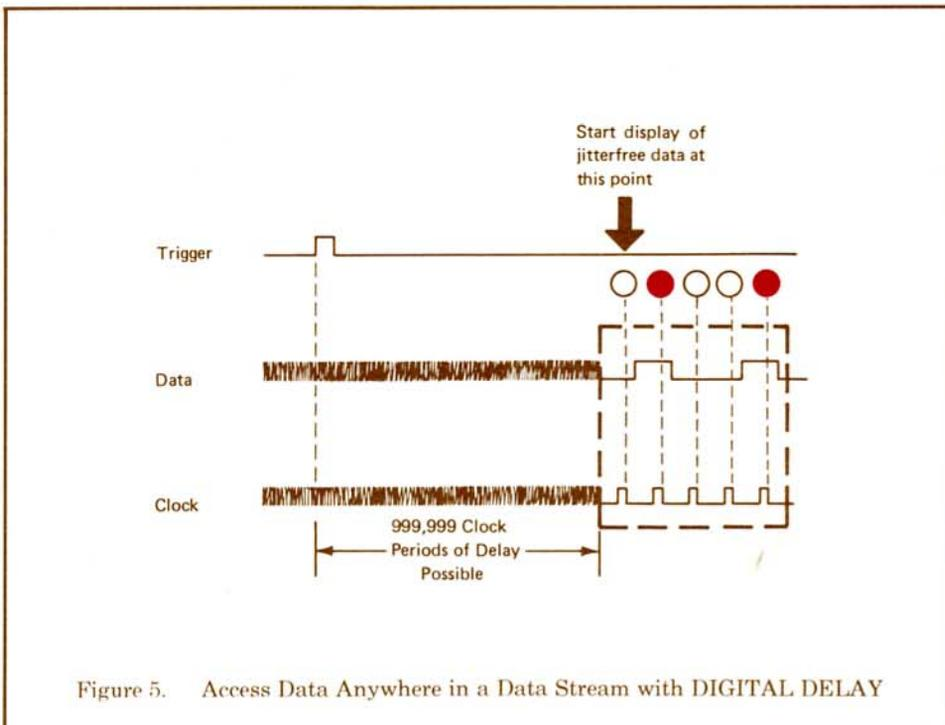 Start display of
jitterfree data at
this point
Trigger
Data
Clock
999,999 Clock
Periods of Delay
Possible
Figure 5. Access Data Anywhere in a Data Stream with DIGITAL DELAY